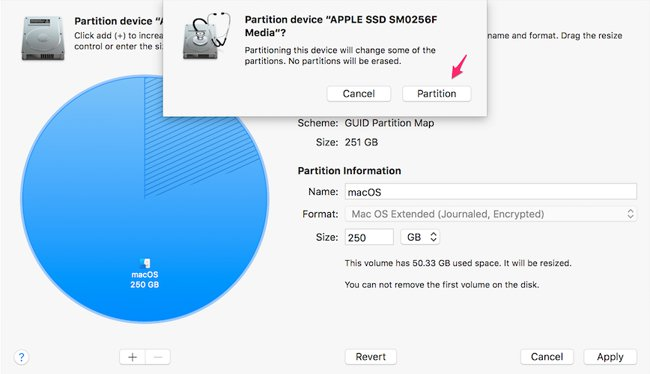 Partition device “A
Click add (+) to increa
control or enter the siz
name and format. Drag the resize
Partition device “APPLE SSD SM0256F
Media”?
Partitioning this device will change some of the
partitions. No partitions will be erased.
Cancel
Partition
Scheme: GUID Partition Map
Size: 251 GB
Partition Information
Name: macOS
Format: Mac OS Extended (Journaled, Encrypted)
Size: 250 GB
This volume has 50.33 GB used space. It will be resized.
You can not remove the first volume on the disk.
macOS
250 GB
?
+
−
Revert
Cancel
Apply